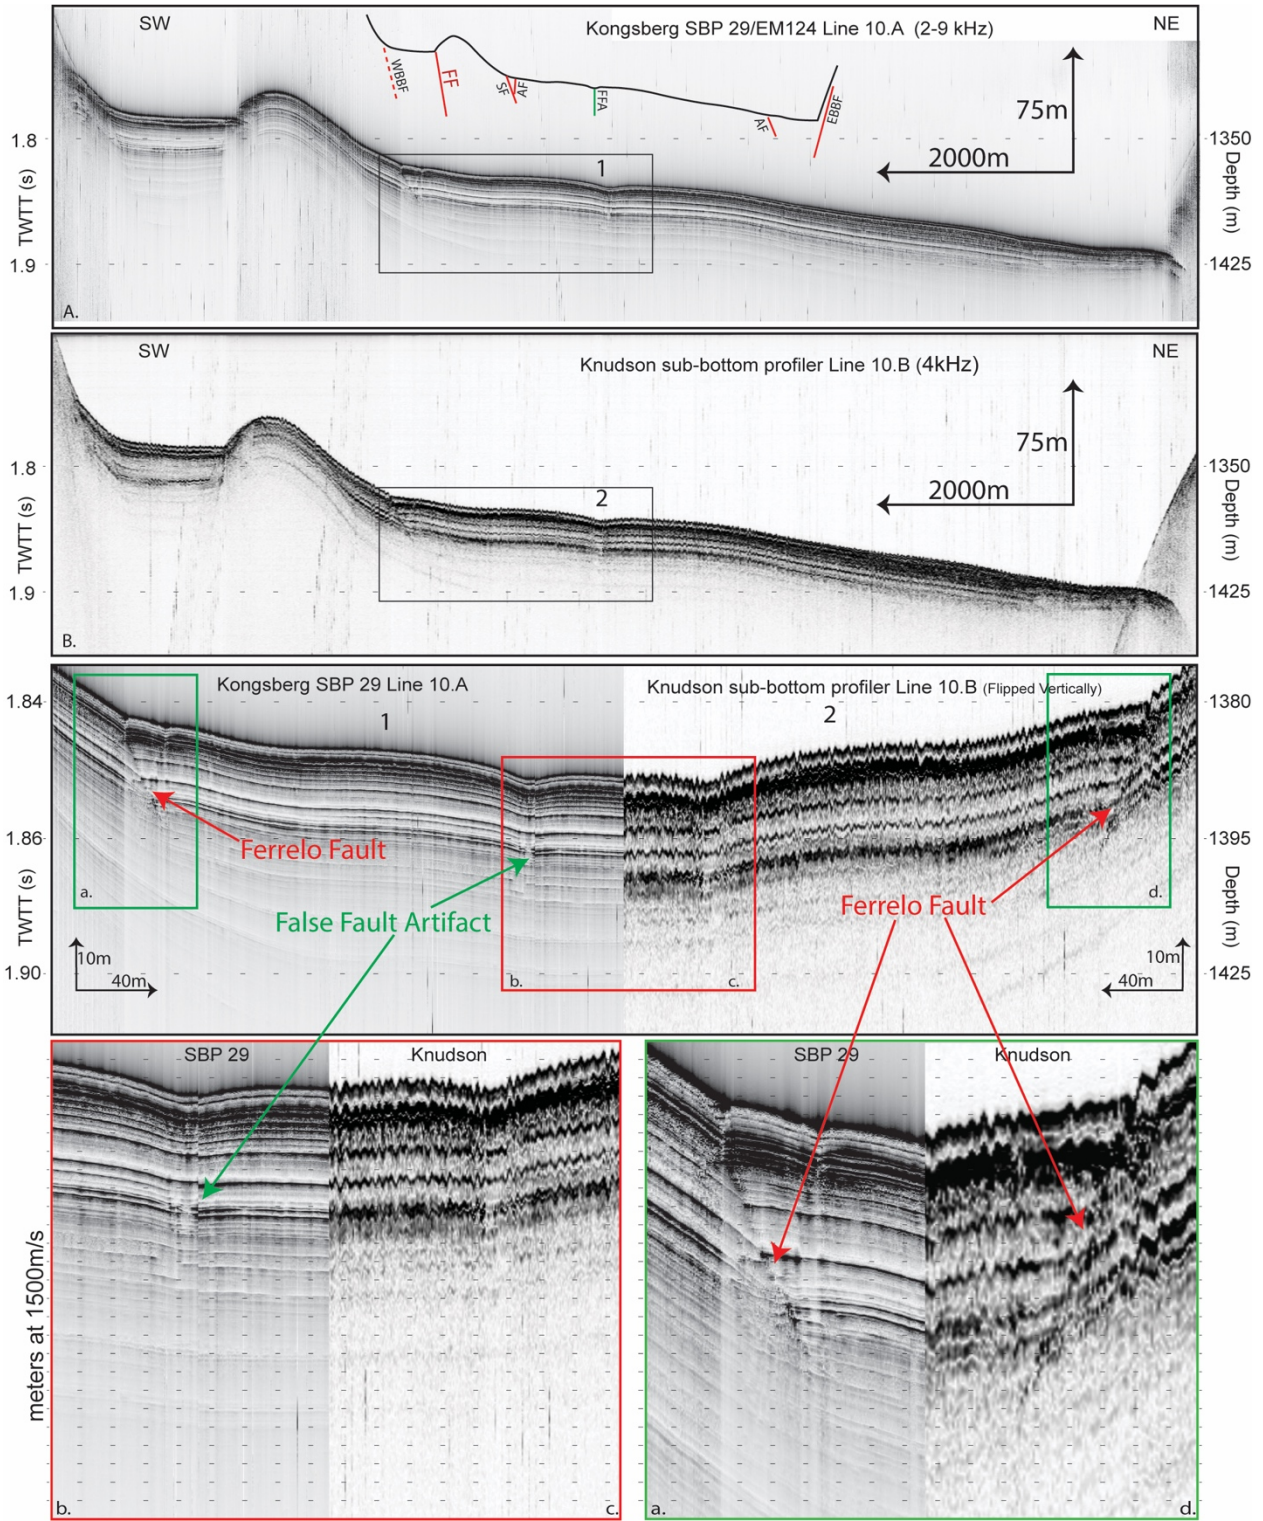 SW
Kongsberg SBP 29/EM124 Line 10.A (2-9 kHz)
NE
WBBF
FF
SF
AF
FFA
AF
EBBF
75m
2000m
1
1.8
1.9
TWTT (s)
1350
1425
Depth (m)
A.
SW
Knudson sub-bottom profiler Line 10.B (4kHz)
NE
75m
2000m
2
1.8
1.9
TWTT (s)
1350
1425
Depth (m)
B.
Kongsberg SBP 29 Line 10.A
1
Knudson sub-bottom profiler Line 10.B (Flipped Vertically)
2
1.84
1.86
1.90
TWTT (s)
1380
1395
1425
Depth (m)
Ferrelo Fault
False Fault Artifact
Ferrelo Fault
a.
b.
c.
d.
10m
40m
10m
40m
SBP 29
Knudson
SBP 29
Knudson
meters at 1500m/s
b.
c.
a.
d.